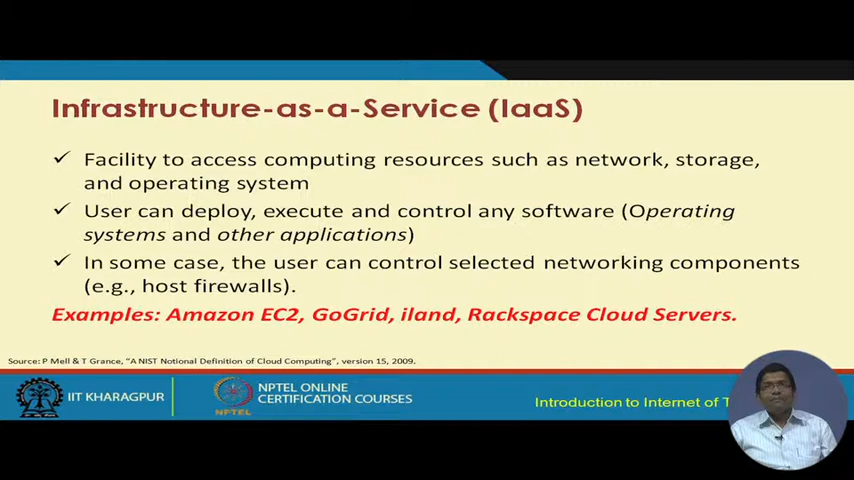 Infrastructure-as-a-Service (IaaS)
✓ Facility to access computing resources such as network, storage,
and operating system
✓ User can deploy, execute and control any software (Operating
systems and other applications)
✓ In some case, the user can control selected networking components
(e.g., host firewalls).
Examples: Amazon EC2, GoGrid, iland, Rackspace Cloud Servers.
Source: P Mell & T Grance, "A NIST Notional Definition of Cloud Computing", version 15, 2009.
IIT KHARAGPUR
NPTEL
NPTEL ONLINE
CERTIFICATION COURSES
Introduction to Internet of T